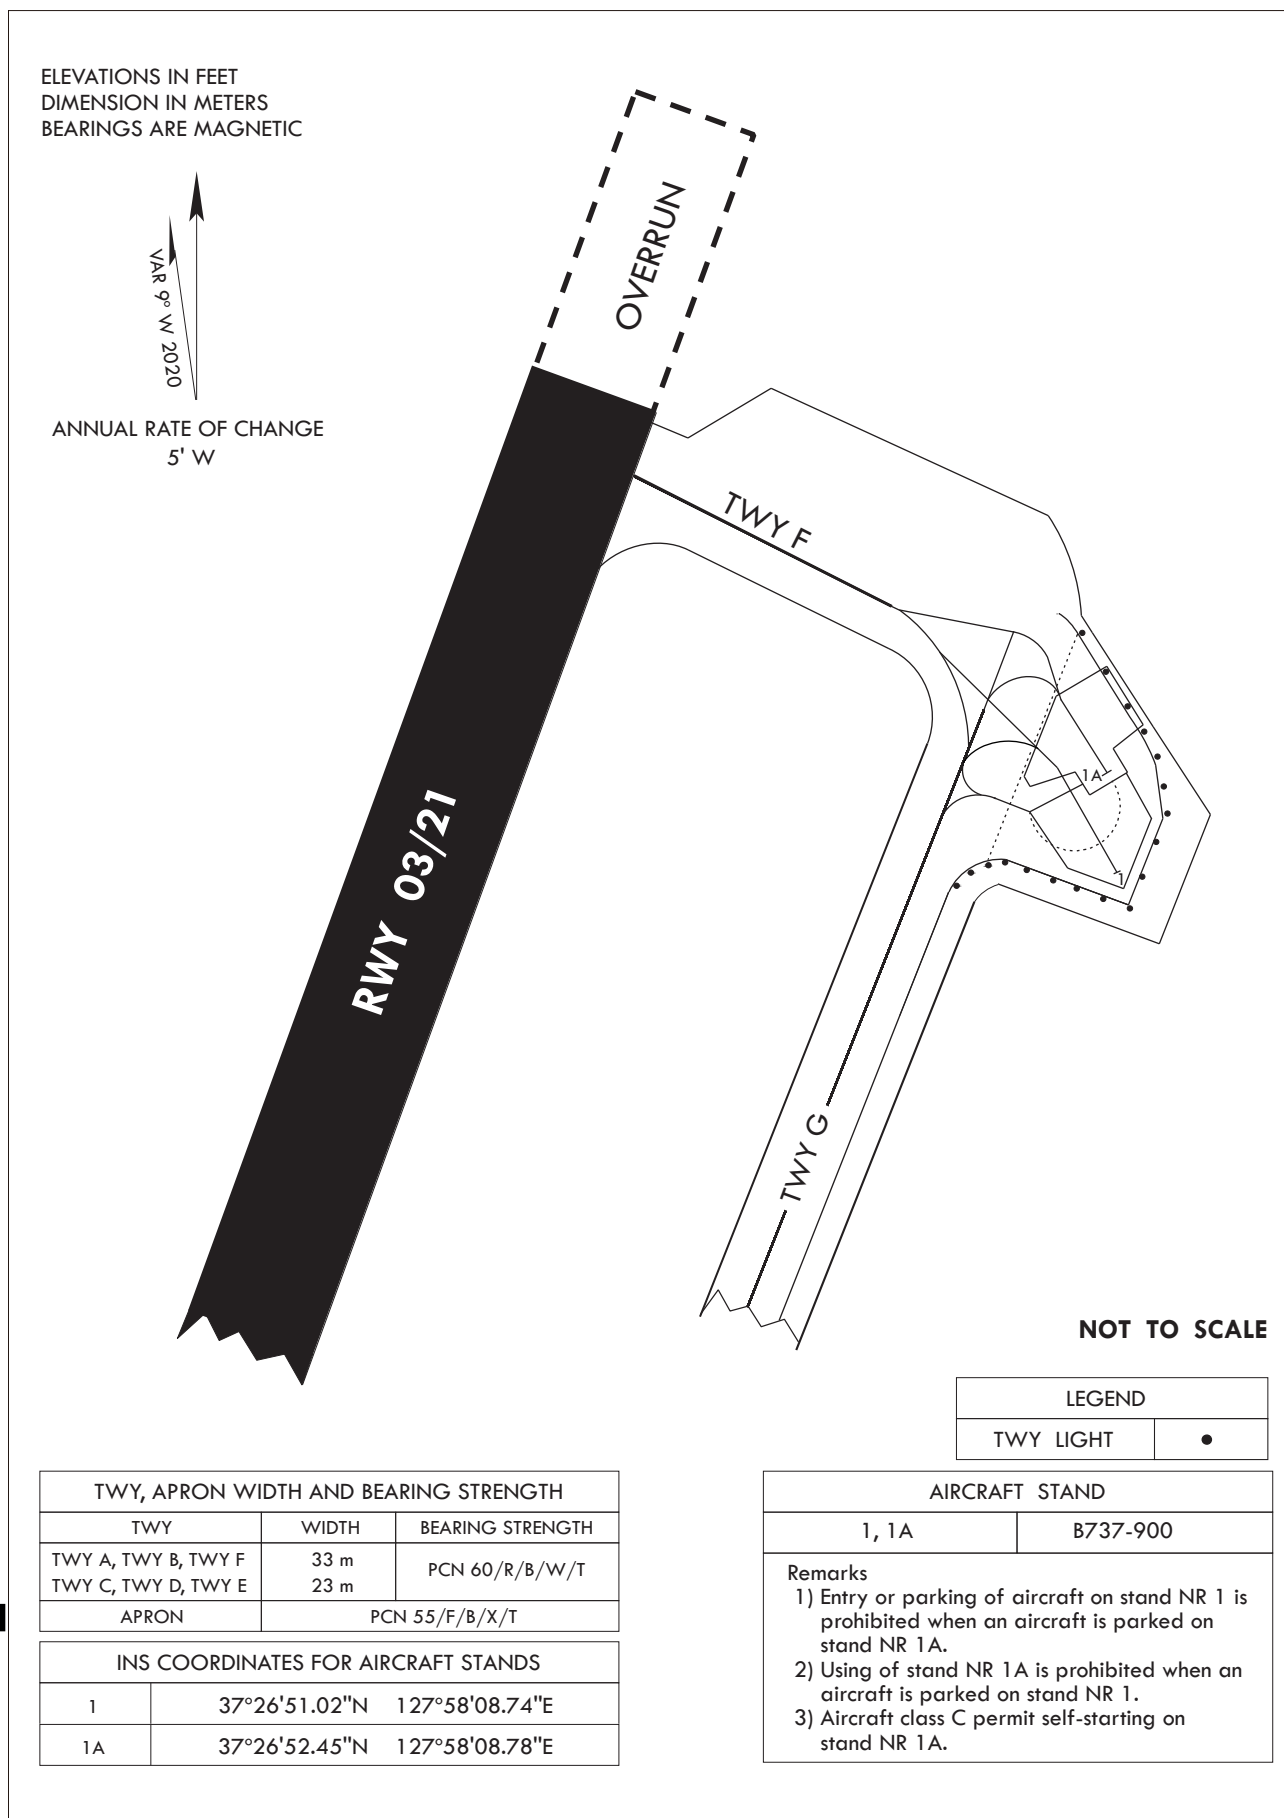 ELEVATIONS IN FEET
DIMENSION IN METERS
BEARINGS ARE MAGNETIC
VAR 9° W 2020
ANNUAL RATE OF CHANGE
5' W
OVERRUN
TWY F
1A
1
RWY 03/21
TWY G
NOT TO SCALE
LEGEND
TWY LIGHT
TWY, APRON WIDTH AND BEARING STRENGTH
TWY WIDTH BEARING STRENGTH
TWY A, TWY B, TWY F 33 m
TWY C, TWY D, TWY E 23 m
PCN 60/R/B/W/T
APRON PCN 55/F/B/X/T
INS COORDINATES FOR AIRCRAFT STANDS
1 37°26'51.02"N 127°58'08.74"E
1A 37°26'52.45"N 127°58'08.78"E
AIRCRAFT STAND
1, 1A B737-900
Remarks
1) Entry or parking of aircraft on stand NR 1 is
prohibited when an aircraft is parked on
stand NR 1A.
2) Using of stand NR 1A is prohibited when an
aircraft is parked on stand NR 1.
3) Aircraft class C permit self-starting on
stand NR 1A.